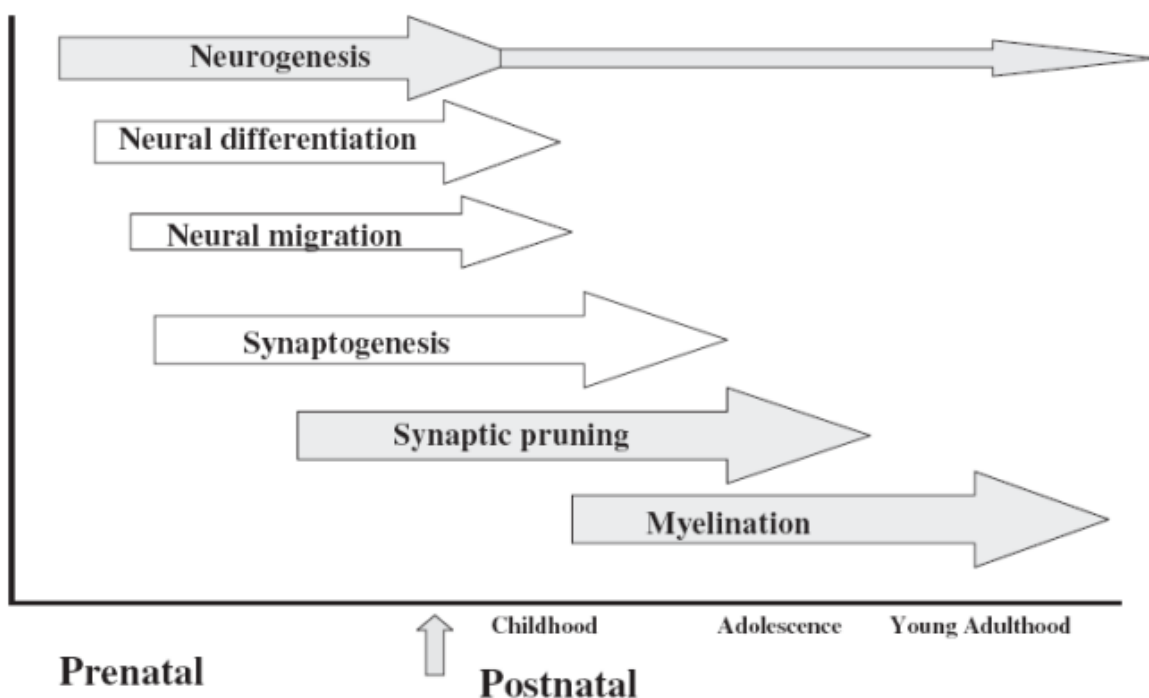 Neurogenesis
Neural differentiation
Neural migration
Synaptogenesis
Synaptic pruning
Myelination
Childhood
Adolescence
Young Adulthood
Prenatal
Postnatal